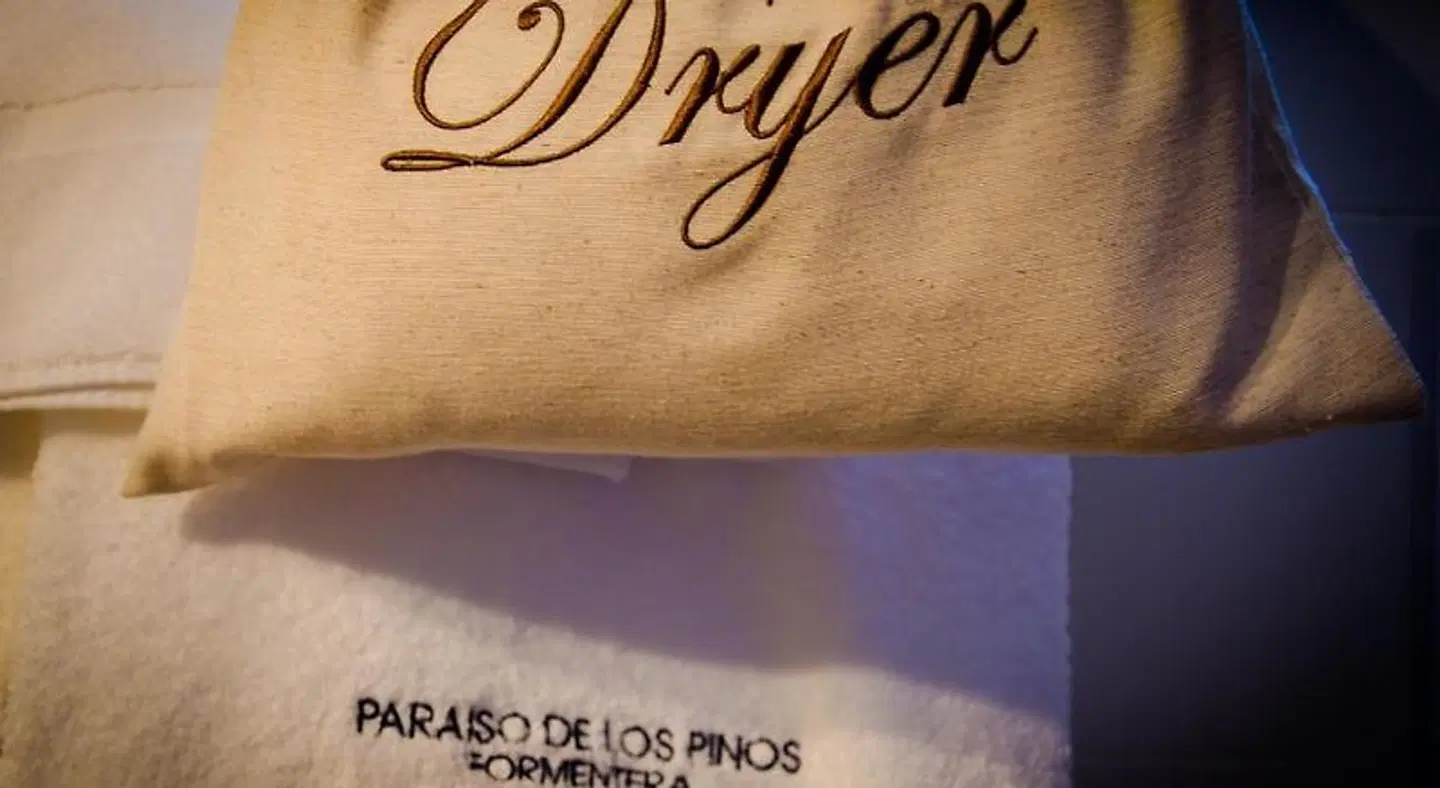 Dryer
PARAISO DE LOS PINOS
FORMENTERA